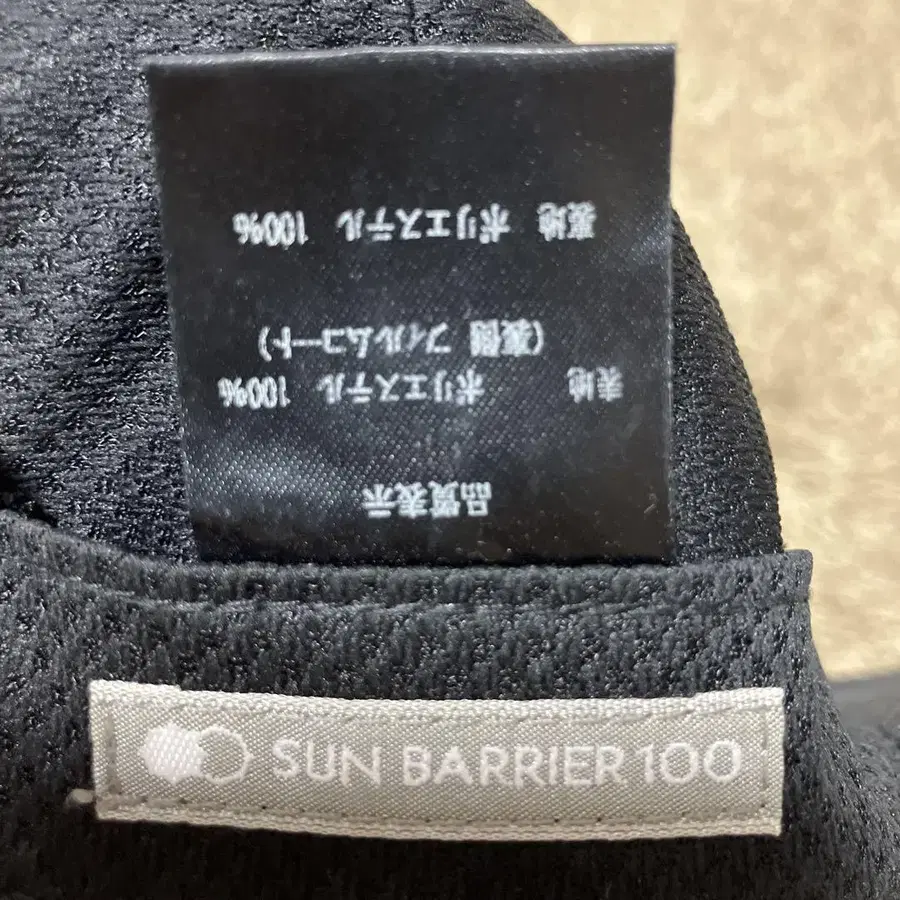 品質表示
表地 ポリエステル 100%
(裏側 フィルムコート)
裏地 ポリエステル 100%
SUN BARRIER 100